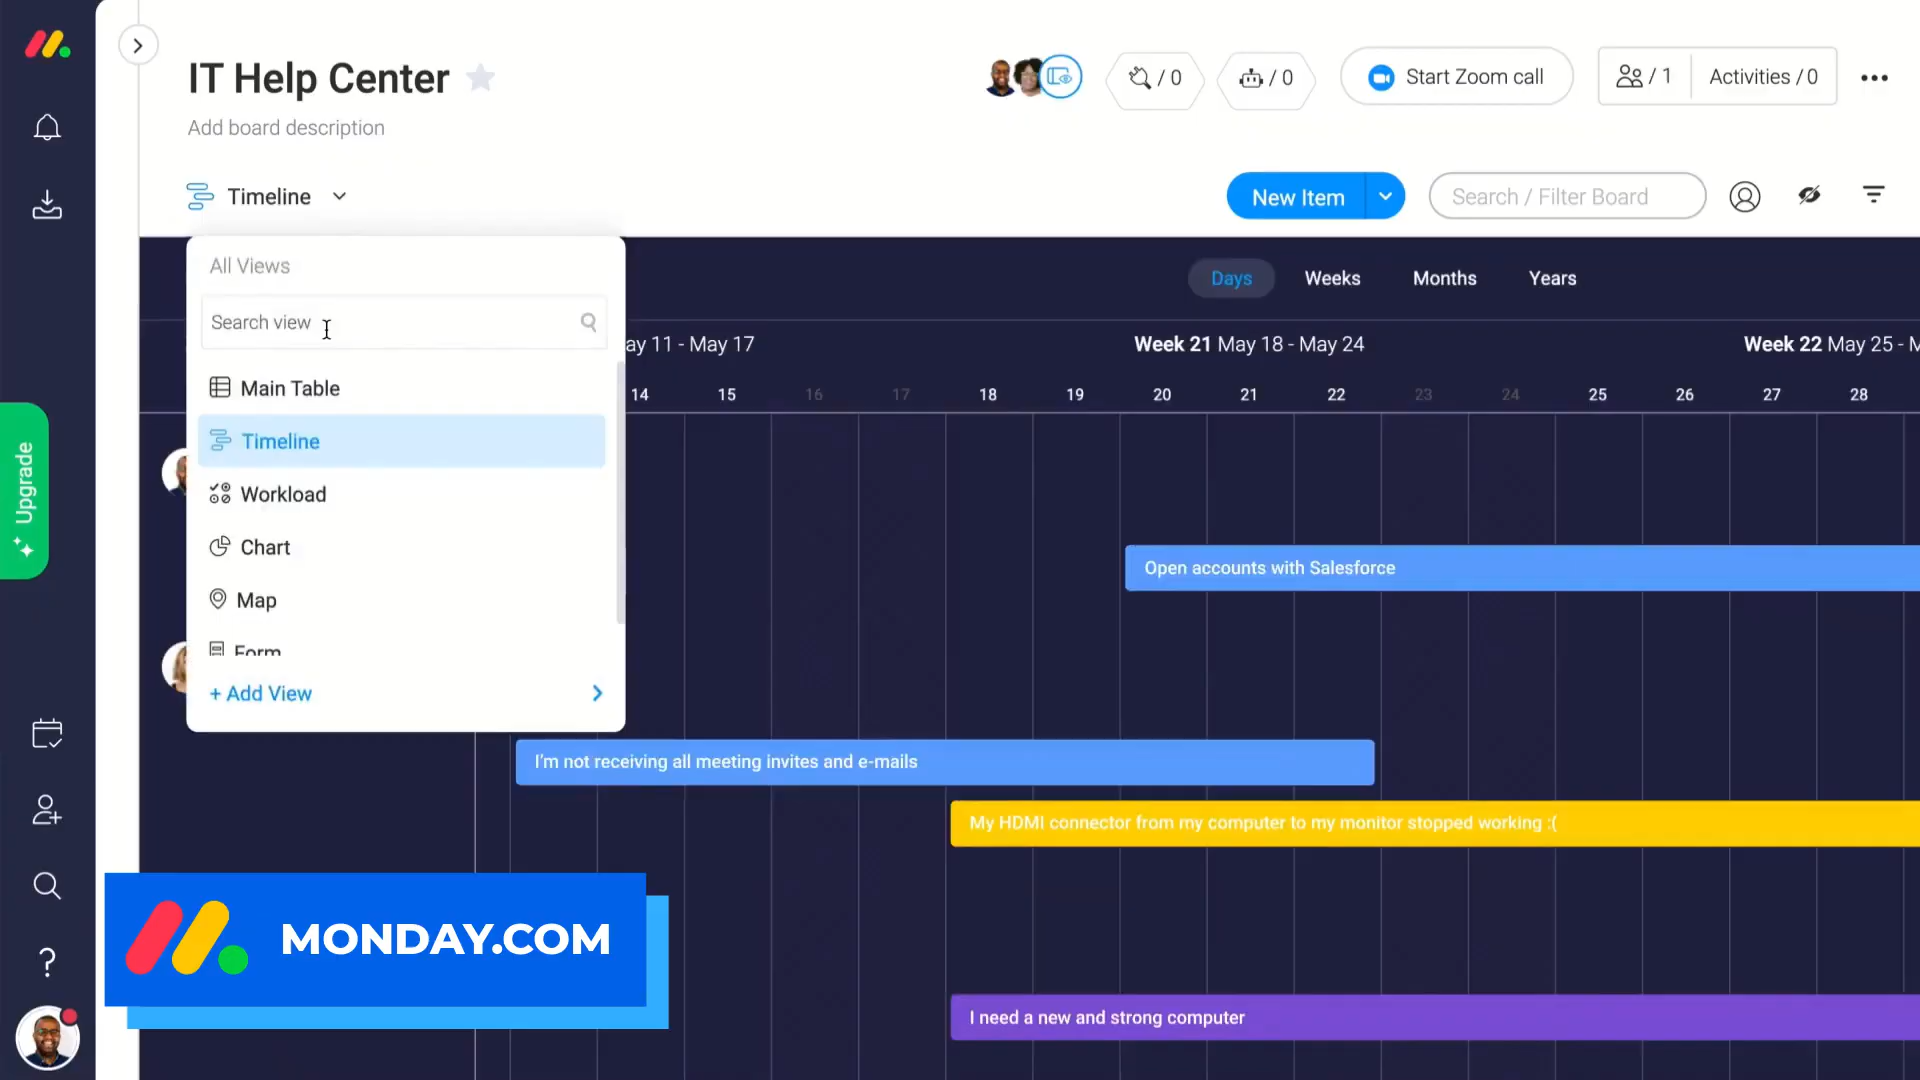 IT Help Center
Add board description
/ 0
/ 0
Start Zoom call
/ 1
Activities / 0
Timeline
New Item
Search / Filter Board
All Views
Search view
Main Table
Timeline
Workload
Chart
Map
Form
+ Add View
Days Weeks Months Years
ay 11 - May 17
Week 21 May 18 - May 24
Week 22 May 25 - M
14 15 16 17 18 19 20 21 22 23 24 25 26 27 28
Upgrade
Open accounts with Salesforce
I'm not receiving all meeting invites and e-mails
My HDMI connector from my computer to my monitor stopped working :(
I need a new and strong computer
?
MONDAY.COM